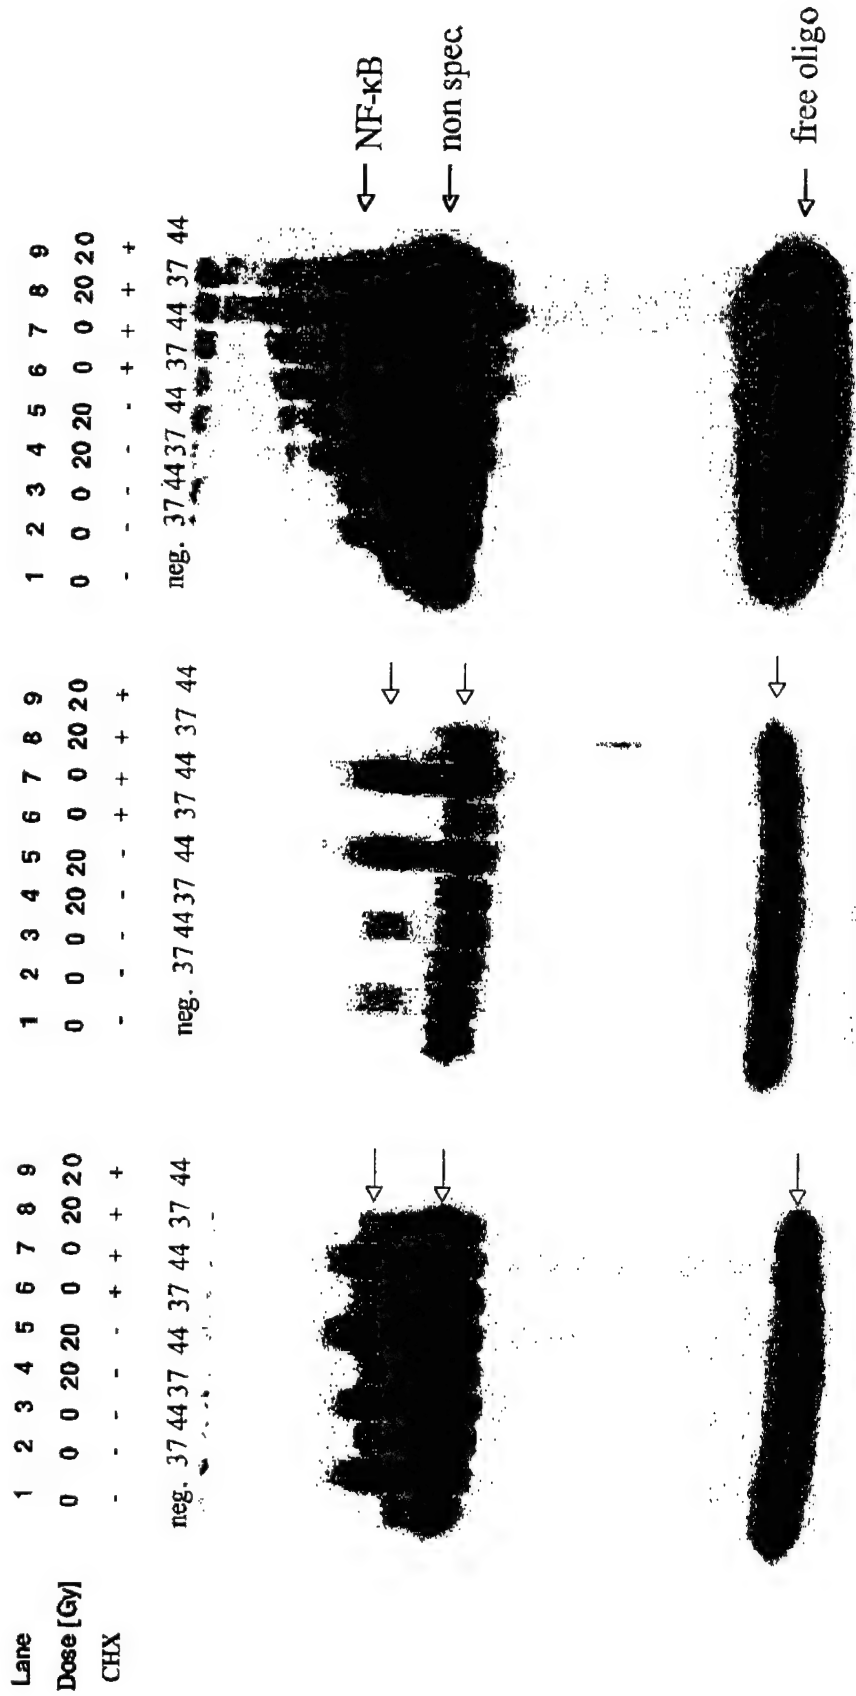 Lane 1 2 3 4 5 6 7 8 9 1 2 3 4 5 6 7 8 9 1 2 3 4 5 6 7 8 9
Dose [Gy] 0 0 0 20 20 0 0 20 20 0 0 0 20 20 0 0 20 20 0 0 0 20 20 0 0 20 20
CHX - - - - - + + + + - - - - - + + + + - - - - - + + + +
neg. 37 44 37 44 37 44 37 44 neg. 37 44 37 44 37 44 37 44 neg. 37 44 37 44 37 44 37 44
NF-κB
non spec.
free oligo